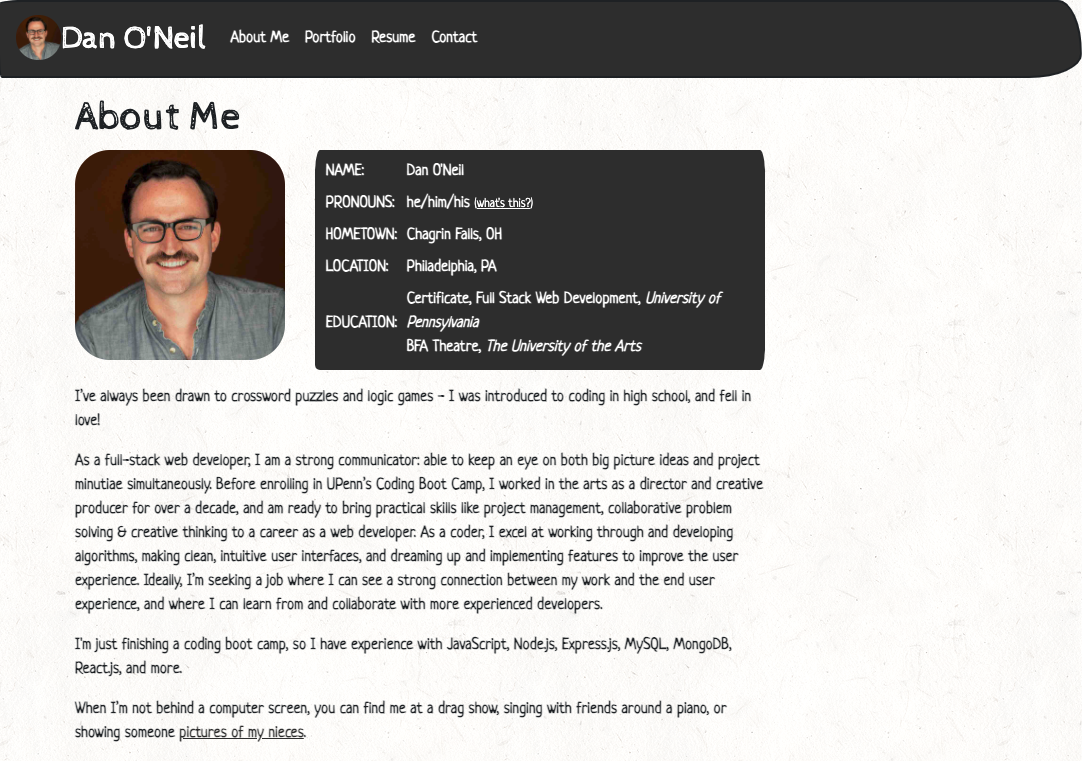 Dan O'Neil About Me Portfolio Resume Contact
About Me
NAME: Dan O'Neil
PRONOUNS: he/him/his (what's this?)
HOMETOWN: Chagrin Falls, OH
LOCATION: Philadelphia, PA
EDUCATION: Certificate, Full Stack Web Development, University of
Pennsylvania
BFA Theatre, The University of the Arts
I've always been drawn to crossword puzzles and logic games - I was introduced to coding in high school, and fell in
love!
As a full-stack web developer, I am a strong communicator: able to keep an eye on both big picture ideas and project
minutiae simultaneously. Before enrolling in UPenn's Coding Boot Camp, I worked in the arts as a director and creative
producer for over a decade, and am ready to bring practical skills like project management, collaborative problem
solving & creative thinking to a career as a web developer. As a coder, I excel at working through and developing
algorithms, making clean, intuitive user interfaces, and dreaming up and implementing features to improve the user
experience. Ideally, I'm seeking a job where I can see a strong connection between my work and the end user
experience, and where I can learn from and collaborate with more experienced developers.
I'm just finishing a coding boot camp, so I have experience with JavaScript, Node.js, Express.js, MySQL, MongoDB,
React.js, and more.
When I'm not behind a computer screen, you can find me at a drag show, singing with friends around a piano, or
showing someone pictures of my nieces.